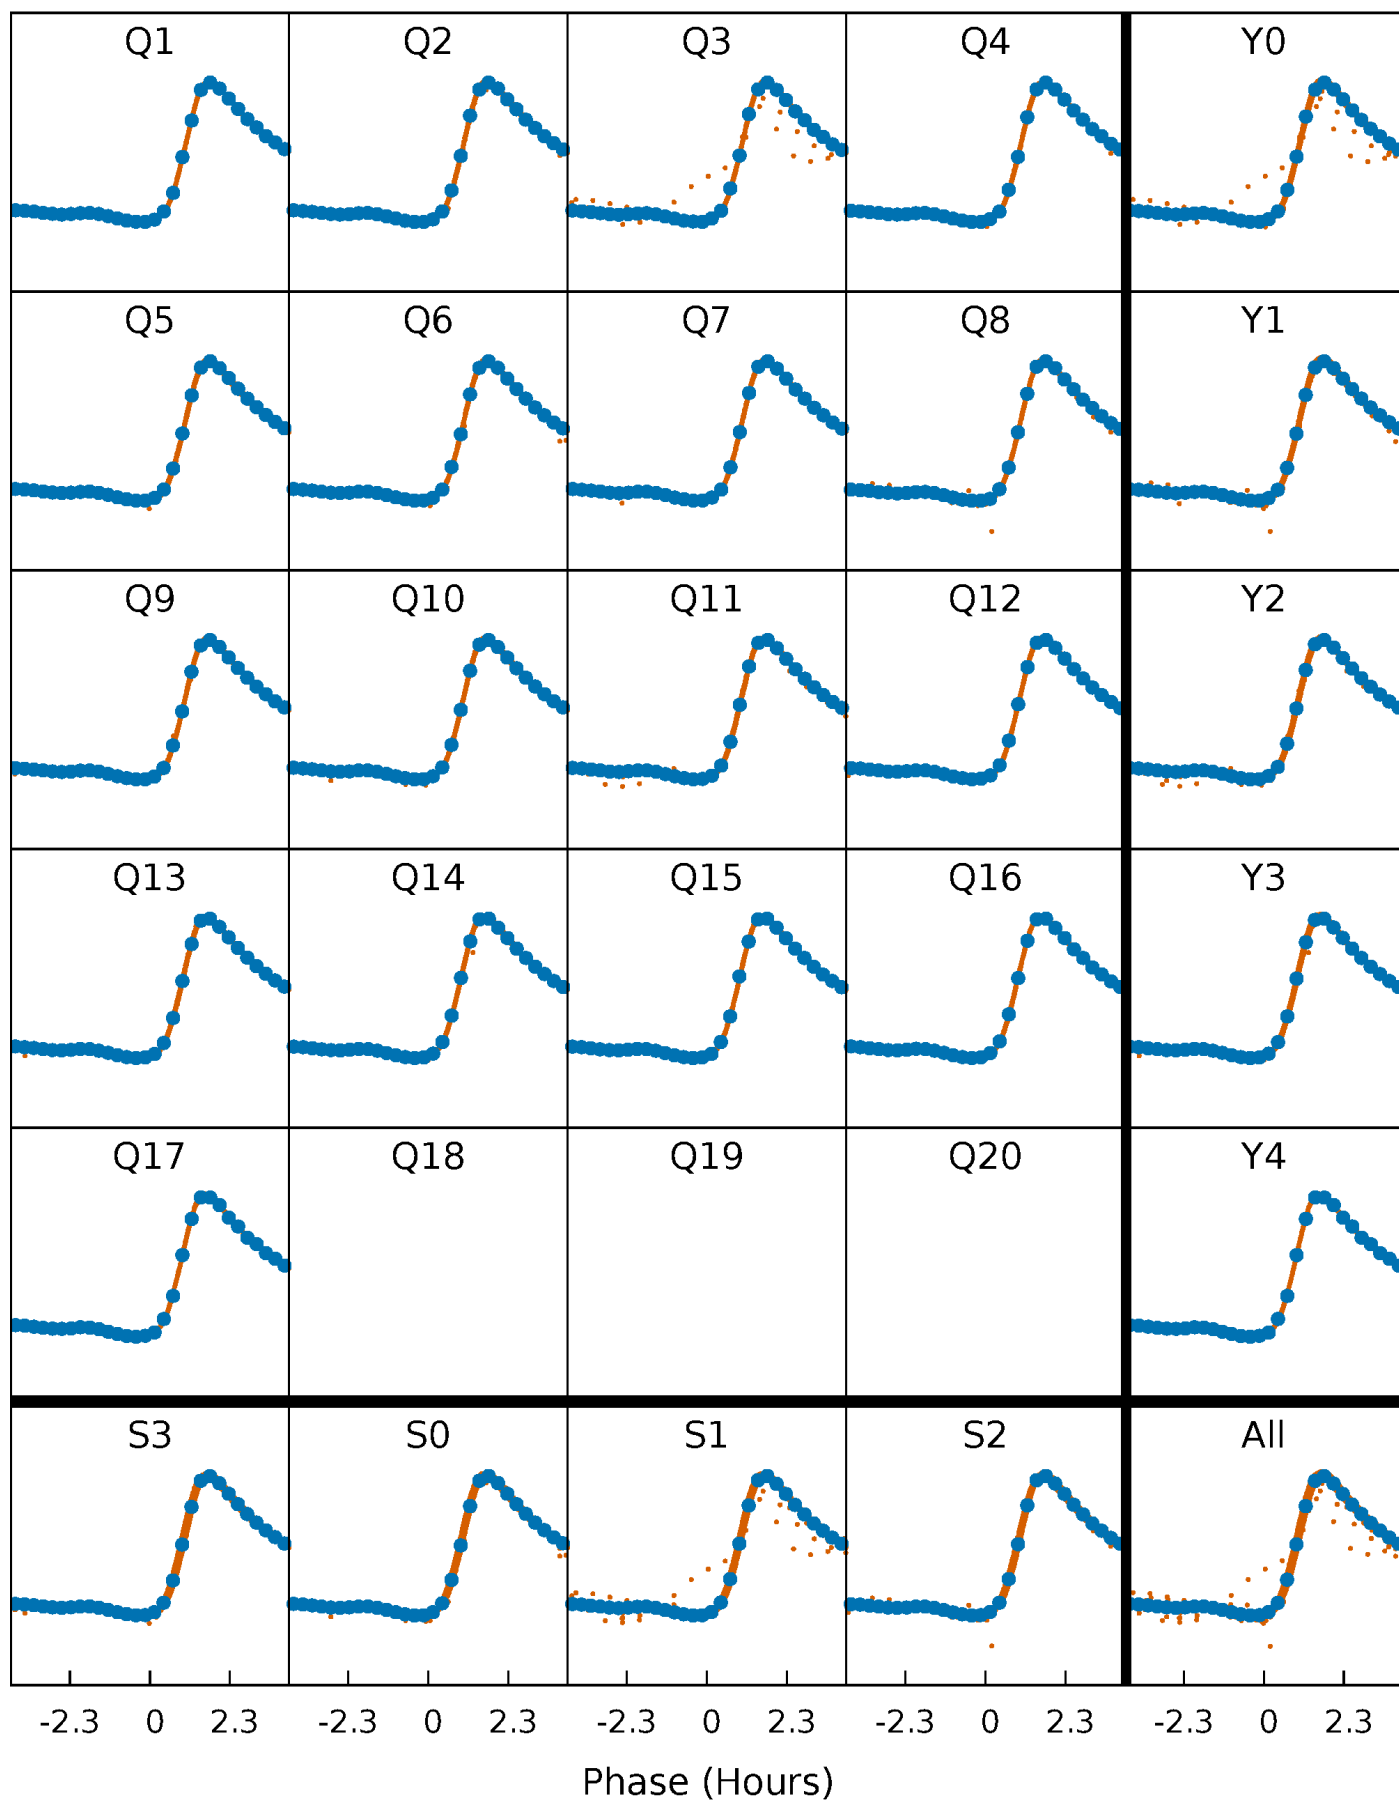 Q1 Q2 Q3 Q4 Y0
Q5 Q6 Q7 Q8 Y1
Q9 Q10 Q11 Q12 Y2
Q13 Q14 Q15 Q16 Y3
Q17 Q18 Q19 Q20 Y4
S3 S0 S1 S2 All
-2.3 0 2.3 -2.3 0 2.3 -2.3 0 2.3 -2.3 0 2.3 -2.3 0 2.3
Phase (Hours)